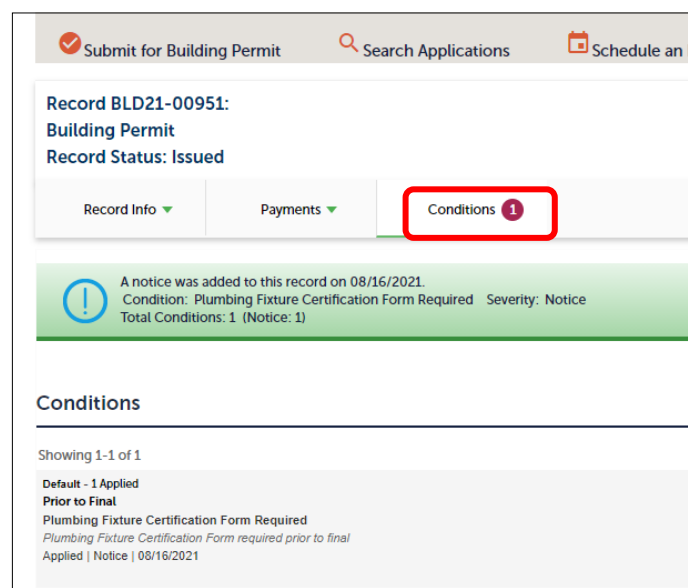 Submit for Building Permit Search Applications Schedule an
Record BLD21-00951:
Building Permit
Record Status: Issued
Record Info Payments Conditions 1
A notice was added to this record on 08/16/2021.
Condition: Plumbing Fixture Certification Form Required Severity: Notice
Total Conditions: 1 (Notice: 1)
Conditions
Showing 1-1 of 1
Default - 1 Applied
Prior to Final
Plumbing Fixture Certification Form Required
Plumbing Fixture Certification Form required prior to final
Applied | Notice | 08/16/2021